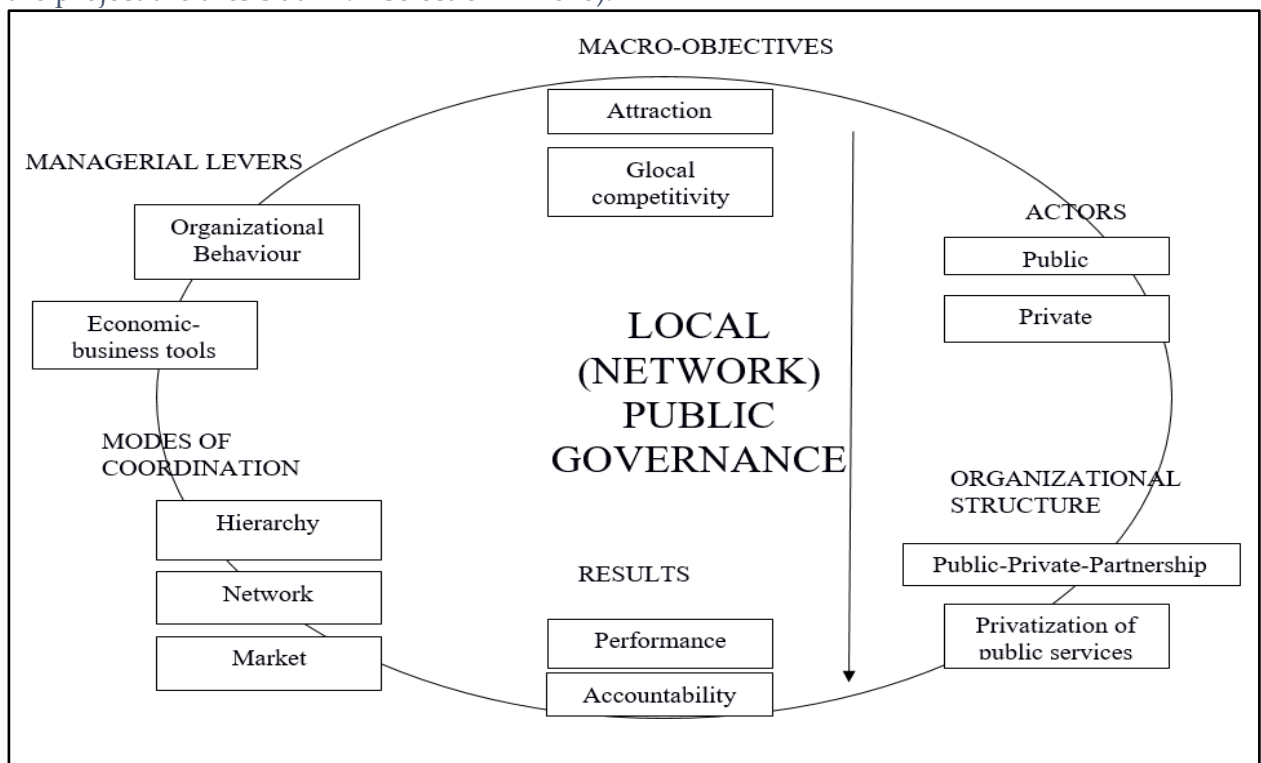 MACRO-OBJECTIVES
Attraction
Glocal
competitivity
MANAGERIAL LEVERS
Organizational
Behaviour
Economic-
business tools
ACTORS
Public
Private
LOCAL
(NETWORK)
PUBLIC
GOVERNANCE
MODES OF
COORDINATION
Hierarchy
Network
Market
ORGANIZATIONAL
STRUCTURE
Public-Private-Partnership
Privatization of
public services
RESULTS
Performance
Accountability